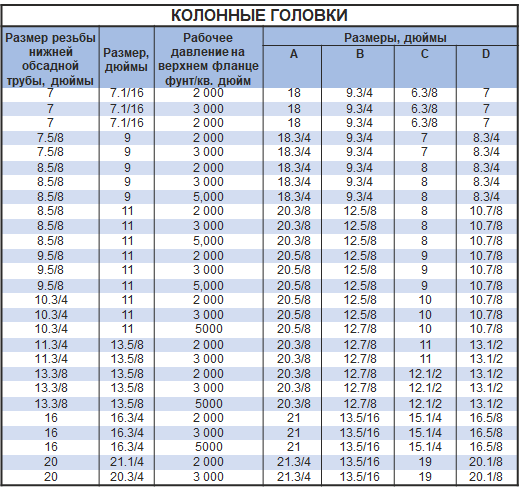 КОЛОННЫЕ ГОЛОВКИ
Размер резьбы нижней обсадной трубы, дюймы Размер, дюймы Рабочее давление на верхнем фланце фунт/кв. дюйм Размеры, дюймы
A B C D
7 7.1/16 2 000 18 9.3/4 6.3/8 7
7 7.1/16 3 000 18 9.3/4 6.3/8 7
7 7.1/16 2 000 18 9.3/4 6.3/8 7
7.5/8 9 2 000 18.3/4 9.3/4 7 8.3/4
7.5/8 9 3 000 18.3/4 9.3/4 7 8.3/4
8.5/8 9 2 000 18.3/4 9.3/4 8 8.3/4
8.5/8 9 3 000 18.3/4 9.3/4 8 8.3/4
8.5/8 9 5,000 18.3/4 9.3/4 8 8.3/4
8.5/8 11 2 000 20.3/8 12.5/8 8 10.7/8
8.5/8 11 3 000 20.3/8 12.5/8 8 10.7/8
8.5/8 11 5,000 20.3/8 12.5/8 8 10.7/8
9.5/8 11 2 000 20.5/8 12.5/8 9 10.7/8
9.5/8 11 3 000 20.5/8 12.5/8 9 10.7/8
9.5/8 11 5,000 20.5/8 12.5/8 9 10.7/8
10.3/4 11 2 000 20.5/8 12.5/8 10 10.7/8
10.3/4 11 3 000 20.5/8 12.5/8 10 10.7/8
10.3/4 11 5000 20.5/8 12.7/8 10 10.7/8
11.3/4 13.5/8 2 000 20.3/8 12.7/8 11 13.1/2
11.3/4 13.5/8 3 000 20.3/8 12.7/8 11 13.1/2
13.3/8 13.5/8 2 000 20.3/8 12.7/8 12.1/2 13.1/2
13.3/8 13.5/8 3 000 20.3/8 12.7/8 12.1/2 13.1/2
13.3/8 13.5/8 5000 20.3/8 12.7/8 12.1/2 13.1/2
16 16.3/4 2 000 21 13.5/16 15.1/4 16.5/8
16 16.3/4 3 000 21 13.5/16 15.1/4 16.5/8
16 16.3/4 5000 21 13.5/16 15.1/4 16.5/8
20 21.1/4 2 000 21.3/4 13.5/16 19 20.1/8
20 20.3/4 3 000 21.3/4 13.5/16 19 20.1/8